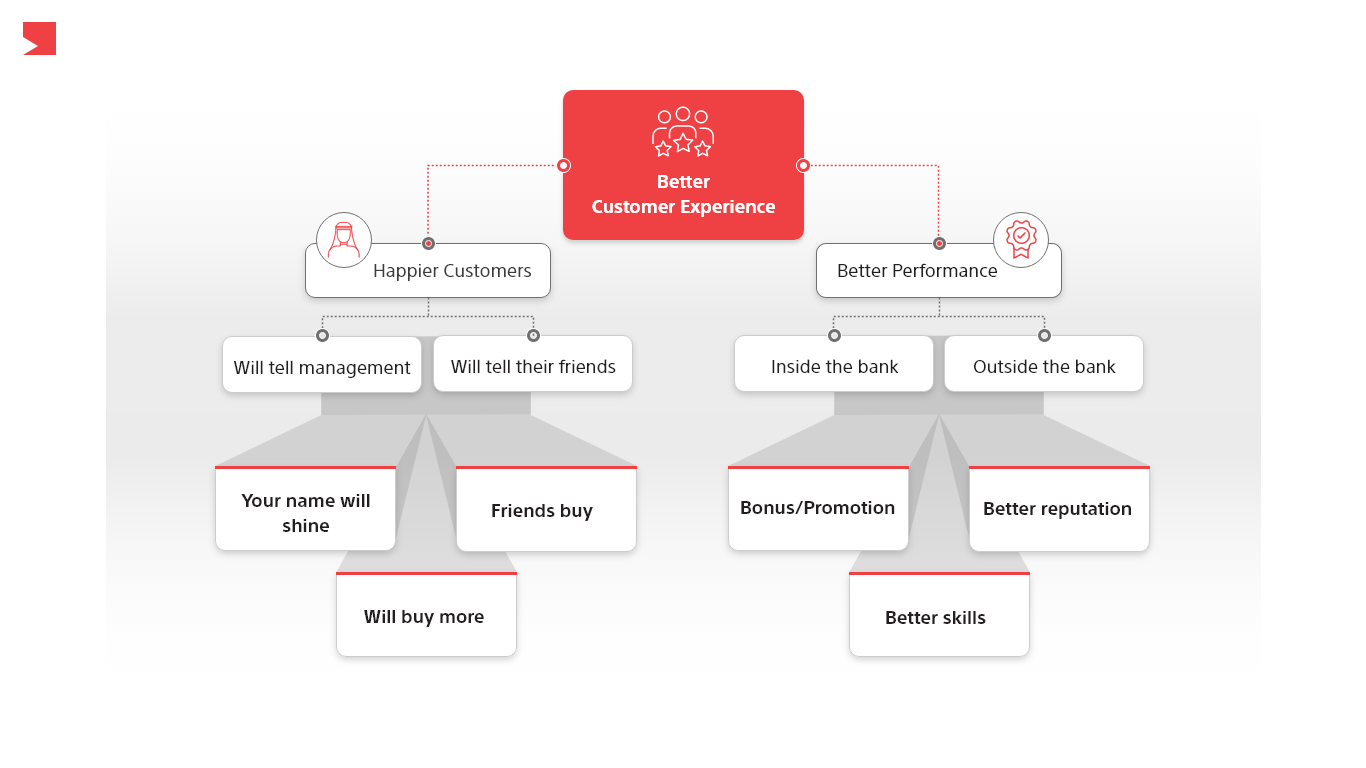 Better
Customer Experience
Happier Customers
Better Performance
Will tell management
Will tell their friends
Inside the bank
Outside the bank
Your name will
shine
Friends buy
Bonus/Promotion
Better reputation
Will buy more
Better skills